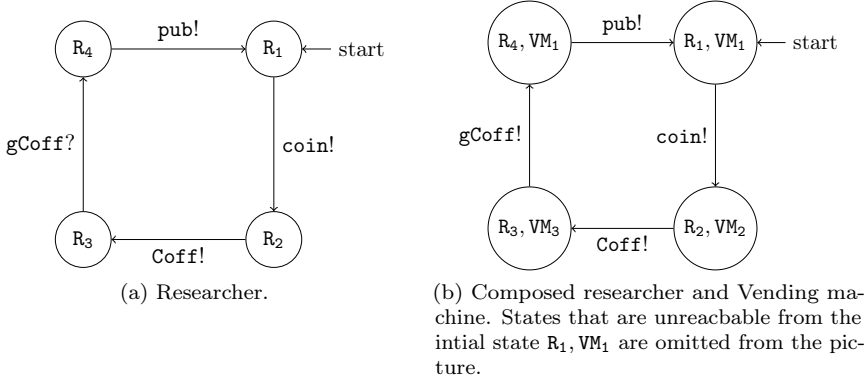 pub!
R4
R1
start
gCoff?
coin!
R3
R2
Coff!
(a) Researcher.
pub!
R4, VM1
R1, VM1
start
gCoff!
coin!
R3, VM3
R2, VM2
Coff!
(b) Composed researcher and Vending ma-
chine. States that are unreacbable from the
intial state R1, VM1 are omitted from the pic-
ture.